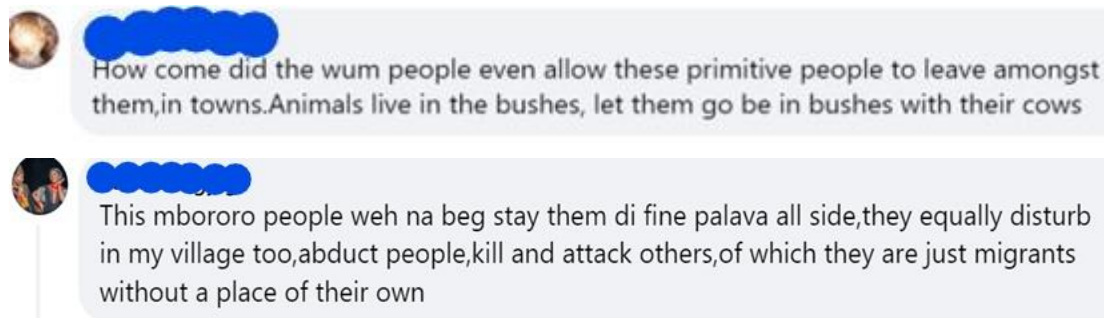 How come did the wum people even allow these primitive people to leave amongst
them,in towns.Animals live in the bushes, let them go be in bushes with their cows
This mbororo people weh na beg stay them di fine palava all side,they equally disturb
in my village too,abduct people,kill and attack others,of which they are just migrants
without a place of their own